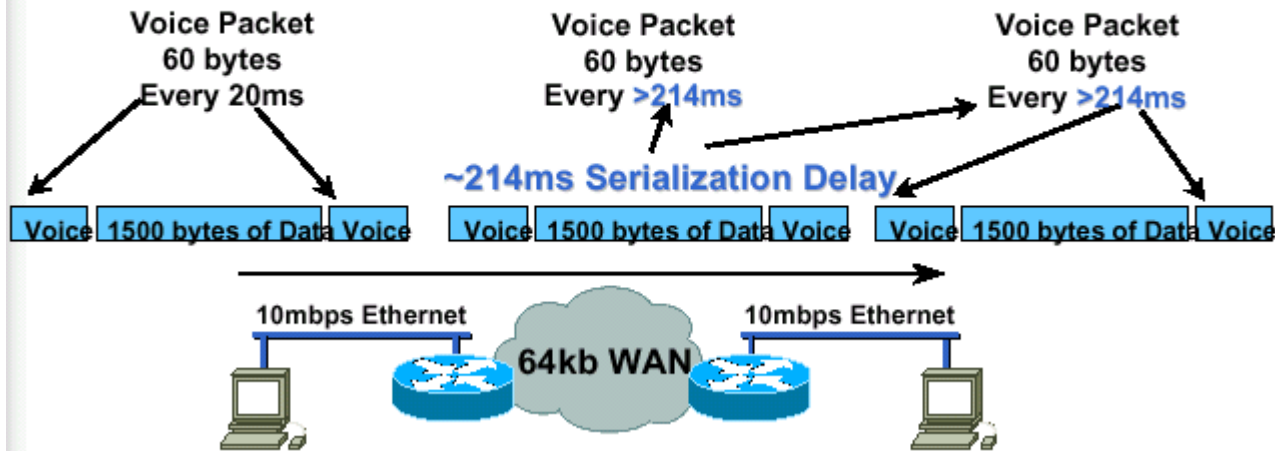 Voice Packet
60 bytes
Every 20ms
Voice Packet
60 bytes
Every >214ms
Voice Packet
60 bytes
Every >214ms
~214ms Serialization Delay
Voice 1500 bytes of Data Voice
Voice 1500 bytes of Data Voice
Voice 1500 bytes of Data Voice
10mbps Ethernet
64kb WAN
10mbps Ethernet